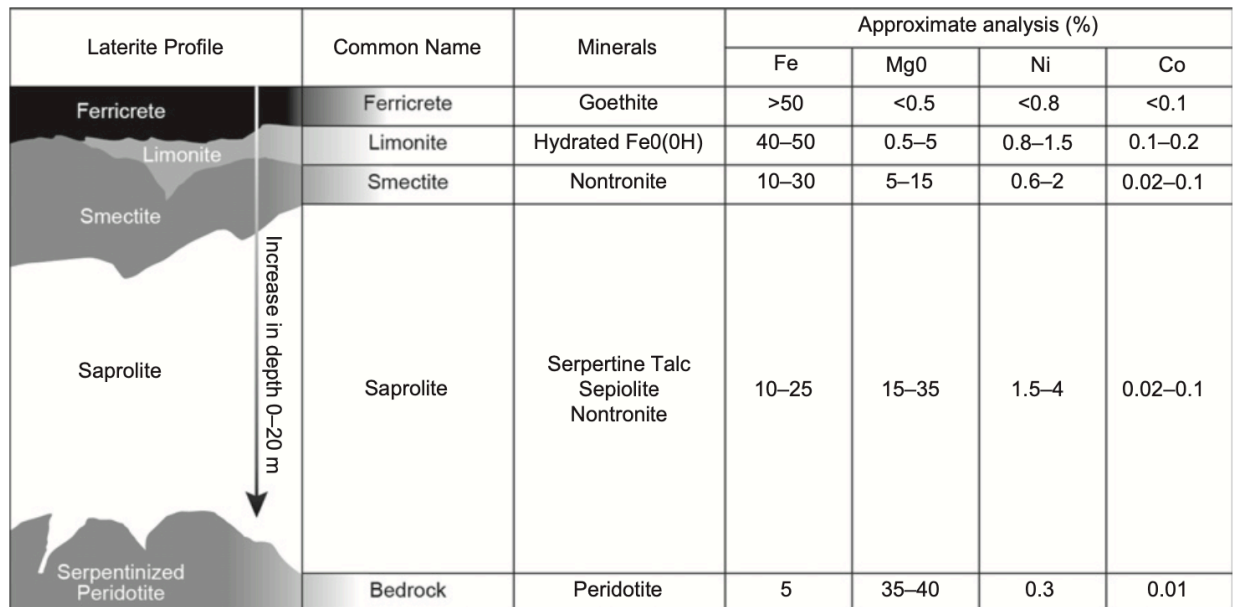 Laterite Profile
Common Name
Minerals
Approximate analysis (%)
Fe
Mg0
Ni
Co
Ferricrete
Ferricrete
Goethite
>50
<0.5
<0.8
<0.1
Limonite
Limonite
Hydrated Fe0(0H)
40–50
0.5–5
0.8–1.5
0.1–0.2
Smectite
Smectite
Nontronite
10–30
5–15
0.6–2
0.02–0.1
Increase in depth 0–20 m
Saprolite
Saprolite
Serpertine Talc
Sepiolite
Nontronite
10–25
15–35
1.5–4
0.02–0.1
Serpentinized
Peridotite
Bedrock
Peridotite
5
35–40
0.3
0.01